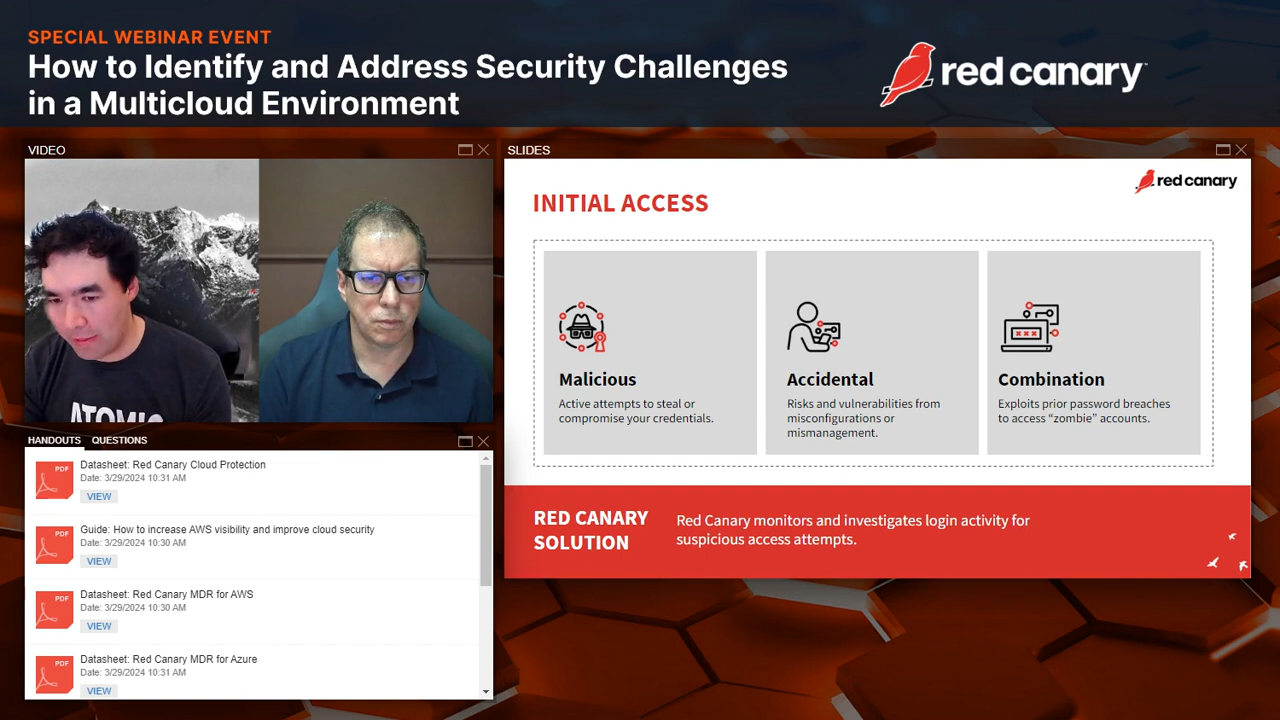 SPECIAL WEBINAR EVENT
How to Identify and Address Security Challenges
in a Multicloud Environment
red canary
VIDEO
ATOMIC
HANDOUTS QUESTIONS
PDF
Datasheet: Red Canary Cloud Protection
Date: 3/29/2024 10:31 AM
VIEW
PDF
Guide: How to increase AWS visibility and improve cloud security
Date: 3/29/2024 10:30 AM
VIEW
PDF
Datasheet: Red Canary MDR for AWS
Date: 3/29/2024 10:30 AM
VIEW
PDF
Datasheet: Red Canary MDR for Azure
Date: 3/29/2024 10:31 AM
VIEW
SLIDES
red canary
INITIAL ACCESS
Malicious
Active attempts to steal or
compromise your credentials.
Accidental
Risks and vulnerabilities from
misconfigurations or
mismanagement.
Combination
Exploits prior password breaches
to access “zombie” accounts.
RED CANARY
SOLUTION
Red Canary monitors and investigates login activity for
suspicious access attempts.